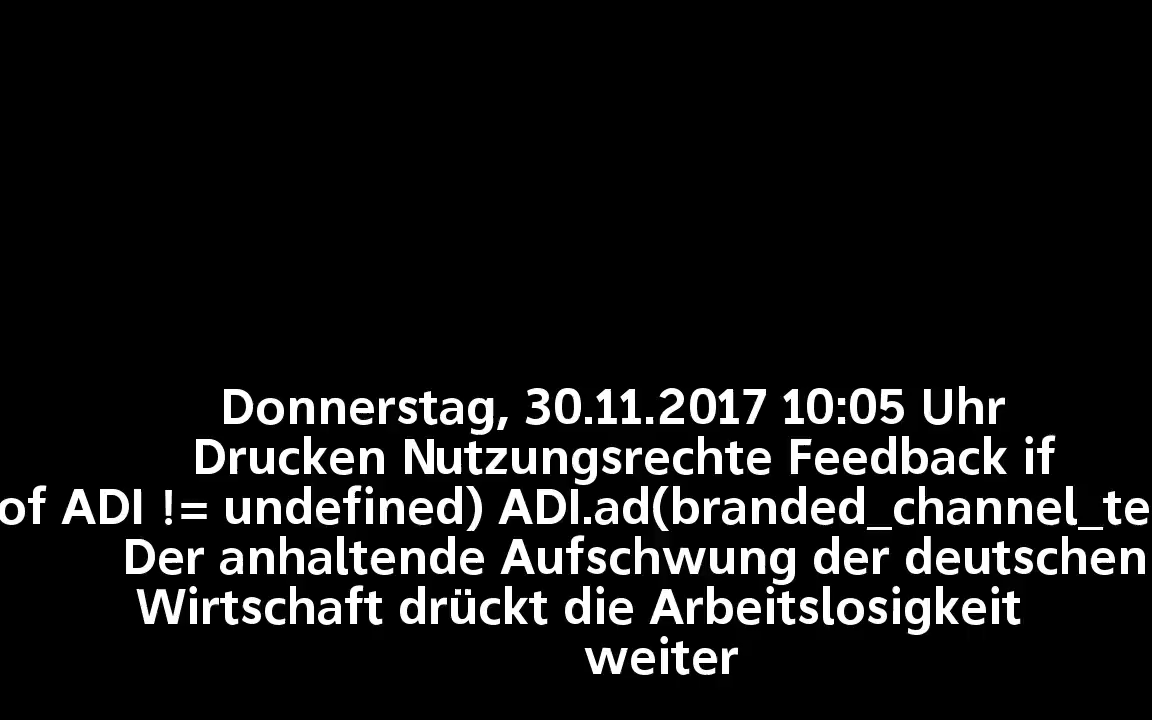 Donnerstag, 30.11.2017 10:05 Uhr
Drucken Nutzungsrechte Feedback if
of ADI != undefined) ADI.ad(branded_channel_te
Der anhaltende Aufschwung der deutschen
Wirtschaft drückt die Arbeitslosigkeit
weiter